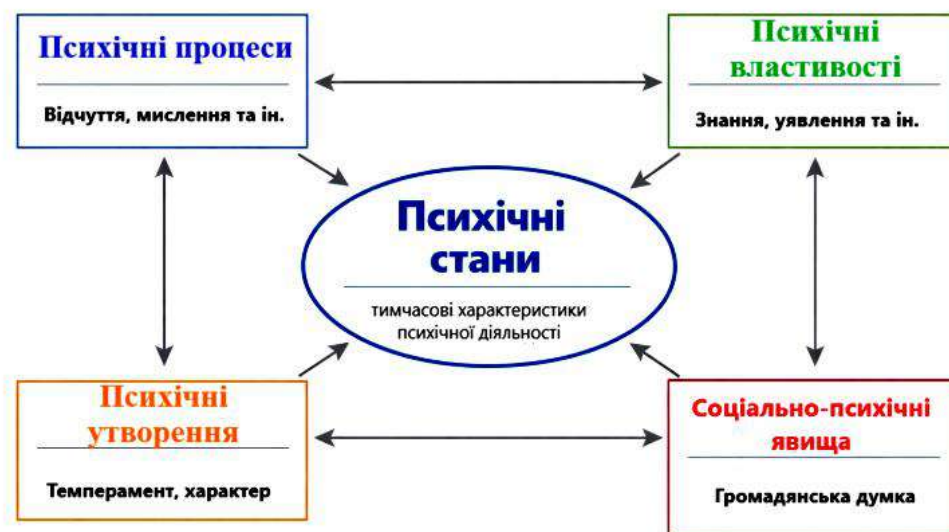 Психічні процеси
Відчуття, мислення та ін.
Психічні
властивості
Знання, уявлення та ін.
Психічні
стани
тимчасові характеристики
психічної діяльності
Психічні
утворення
Темперамент, характер
Соціально-психічні
явища
Громадянська думка